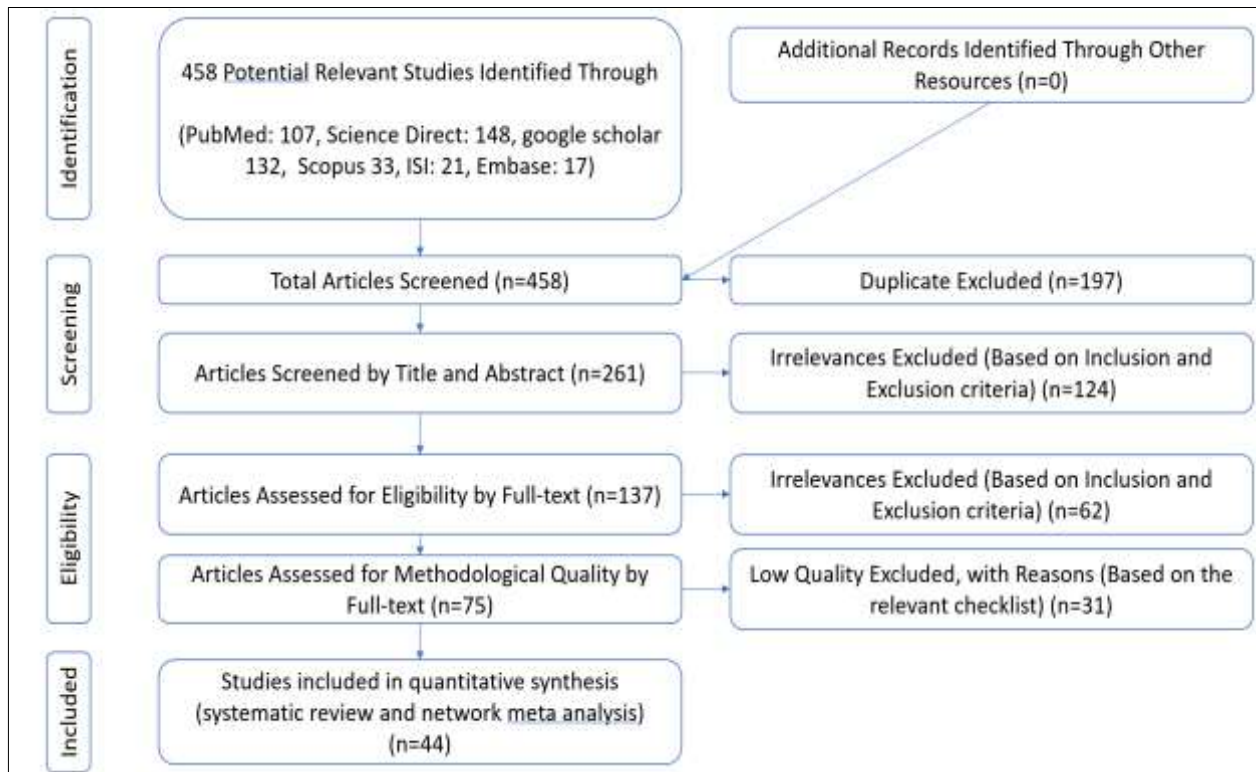 Identification
458 Potential Relevant Studies Identified Through
(PubMed: 107, Science Direct: 148, google scholar
132, Scopus 33, ISI: 21, Embase: 17)
Additional Records Identified Through Other
Resources (n=0)
Screening
Total Articles Screened (n=458)
Duplicate Excluded (n=197)
Articles Screened by Title and Abstract (n=261)
Irrelevances Excluded (Based on Inclusion and
Exclusion criteria) (n=124)
Eligibility
Articles Assessed for Eligibility by Full-text (n=137)
Irrelevances Excluded (Based on Inclusion and
Exclusion criteria) (n=62)
Articles Assessed for Methodological Quality by
Full-text (n=75)
Low Quality Excluded, with Reasons (Based on the
relevant checklist) (n=31)
Included
Studies included in quantitative synthesis
(systematic review and network meta analysis)
(n=44)